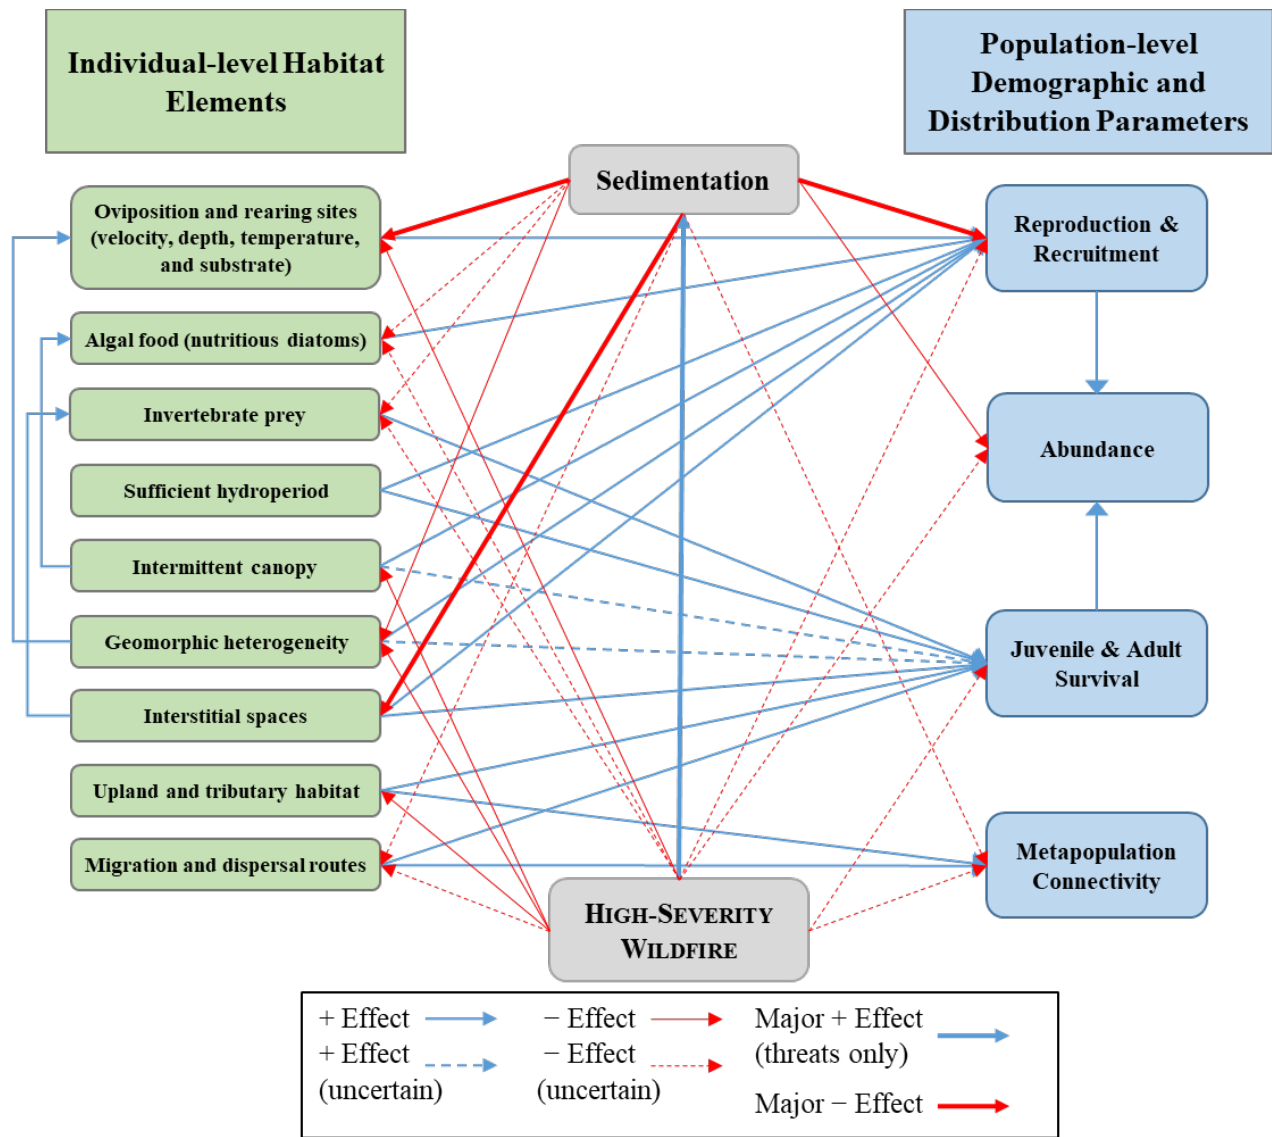 Individual-level Habitat
Elements
Population-level
Demographic and
Distribution Parameters
Sedimentation
Oviposition and rearing sites
(velocity, depth, temperature,
and substrate)
Algal food (nutritious diatoms)
Invertebrate prey
Sufficient hydroperiod
Intermittent canopy
Geomorphic heterogeneity
Interstitial spaces
Upland and tributary habitat
Migration and dispersal routes
Reproduction &
Recruitment
Abundance
Juvenile & Adult
Survival
Metapopulation
Connectivity
HIGH-SEVERITY
WILDFIRE
+ Effect
+ Effect
(uncertain)
− Effect
− Effect
(uncertain)
Major + Effect
(threats only)
Major − Effect